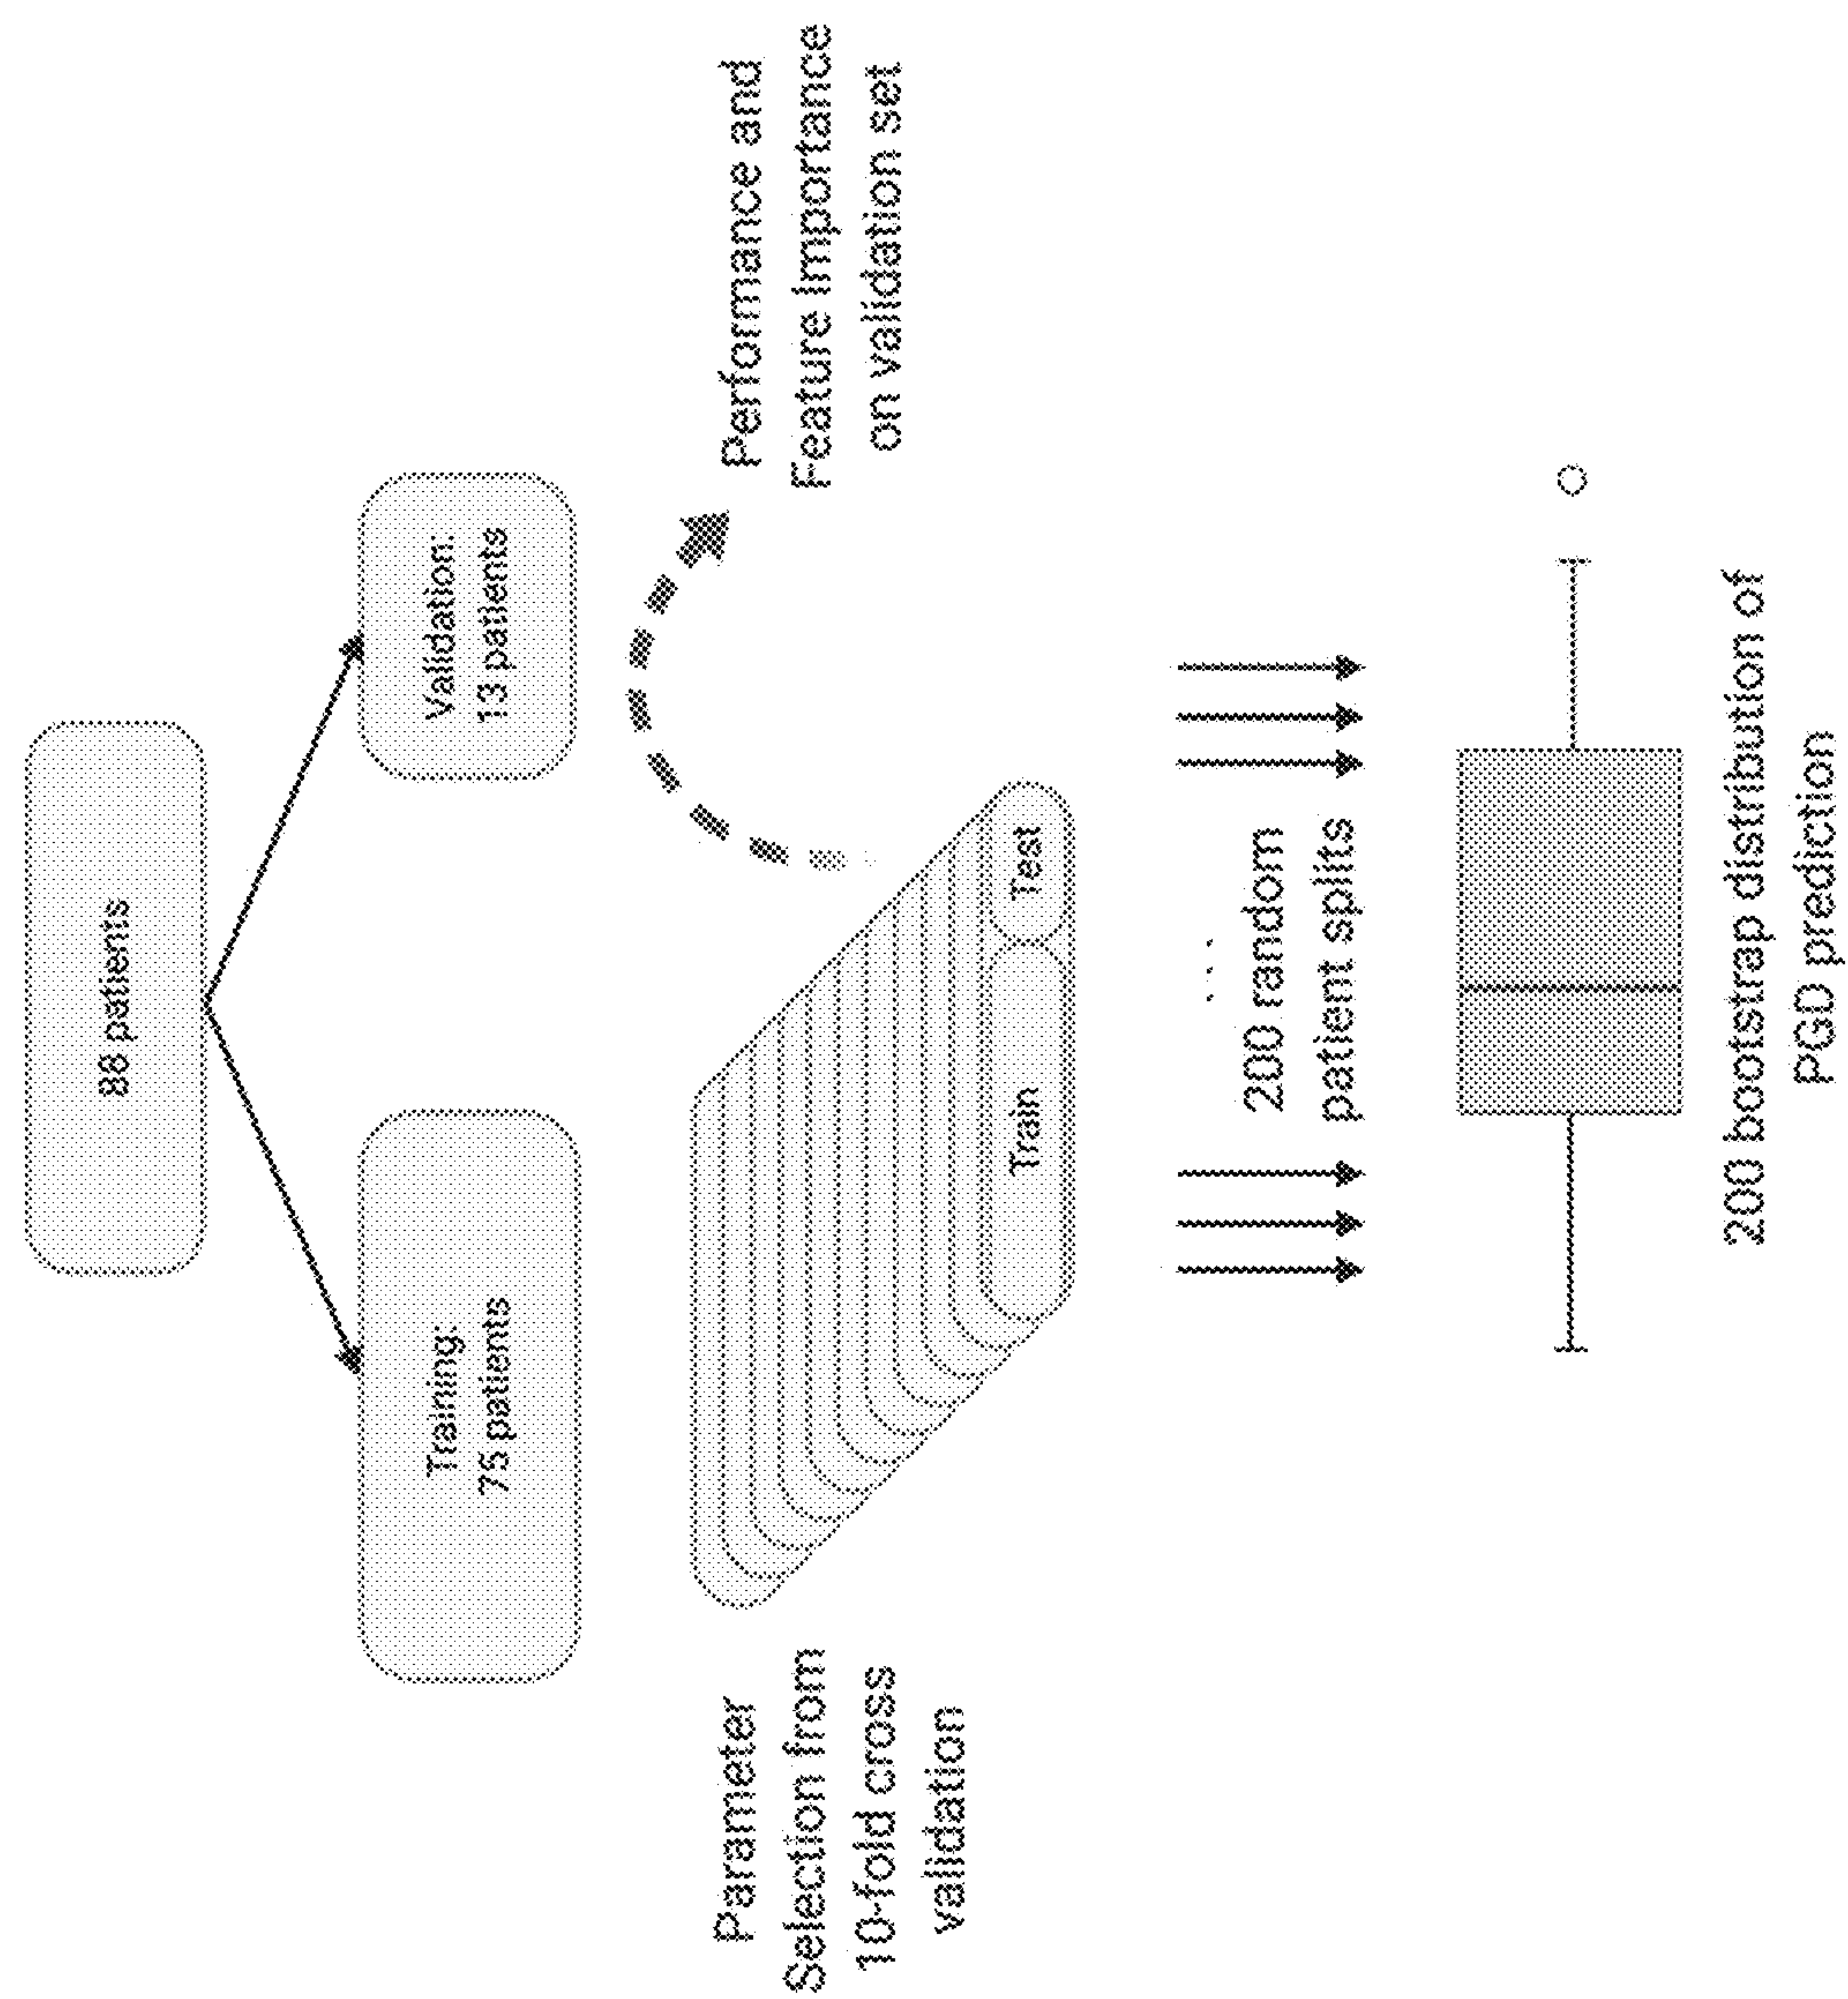 88 patients
Training:
75 patients
Validation:
13 patients
Parameter
Selection from
10-fold cross
validation
Train
Test
Performance and
Feature Importance
on validation set
...
200 random
patient splits
200 bootstrap distribution of
PGD prediction